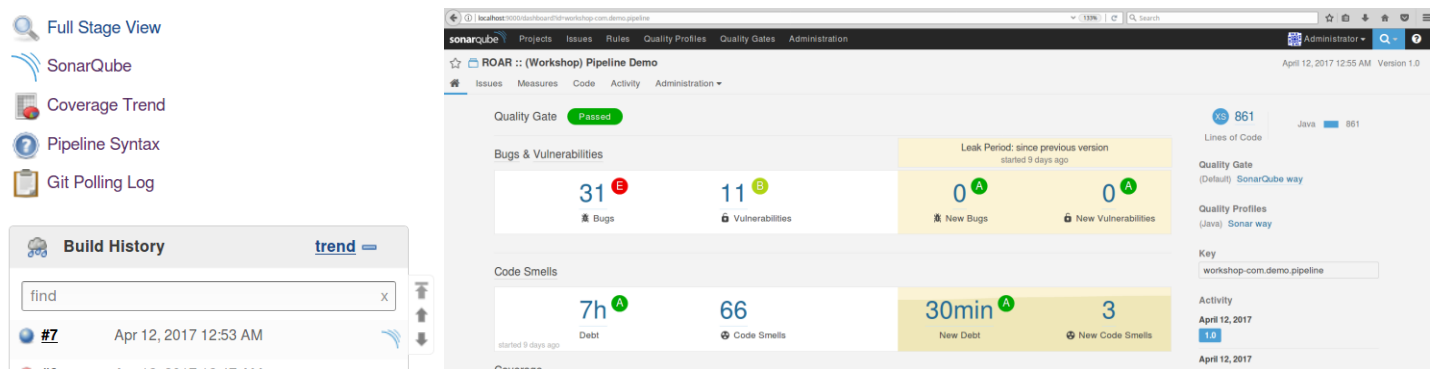 Full Stage View
SonarQube
Coverage Trend
Pipeline Syntax
Git Polling Log
Build History trend
find x
#7 Apr 12, 2017 12:53 AM
localhost:9000/dashboard?id=workshop-com.demo.pipeline 133% Search
sonarqube Projects Issues Rules Quality Profiles Quality Gates Administration Administrator
ROAR :: (Workshop) Pipeline Demo April 12, 2017 12:55 AM Version 1.0
Issues Measures Code Activity Administration
Quality Gate Passed
Bugs & Vulnerabilities
Leak Period: since previous version
started 9 days ago
31 E 11 B 0 A 0 A
Bugs Vulnerabilities New Bugs New Vulnerabilities
Code Smells
7h A 66 30min A 3
Debt Code Smells New Debt New Code Smells
started 9 days ago
Coverage
XS 861 Java 861
Lines of Code
Quality Gate
(Default) SonarQube way
Quality Profiles
(Java) Sonar way
Key
workshop-com.demo.pipeline
Activity
April 12, 2017
1.0
April 12, 2017